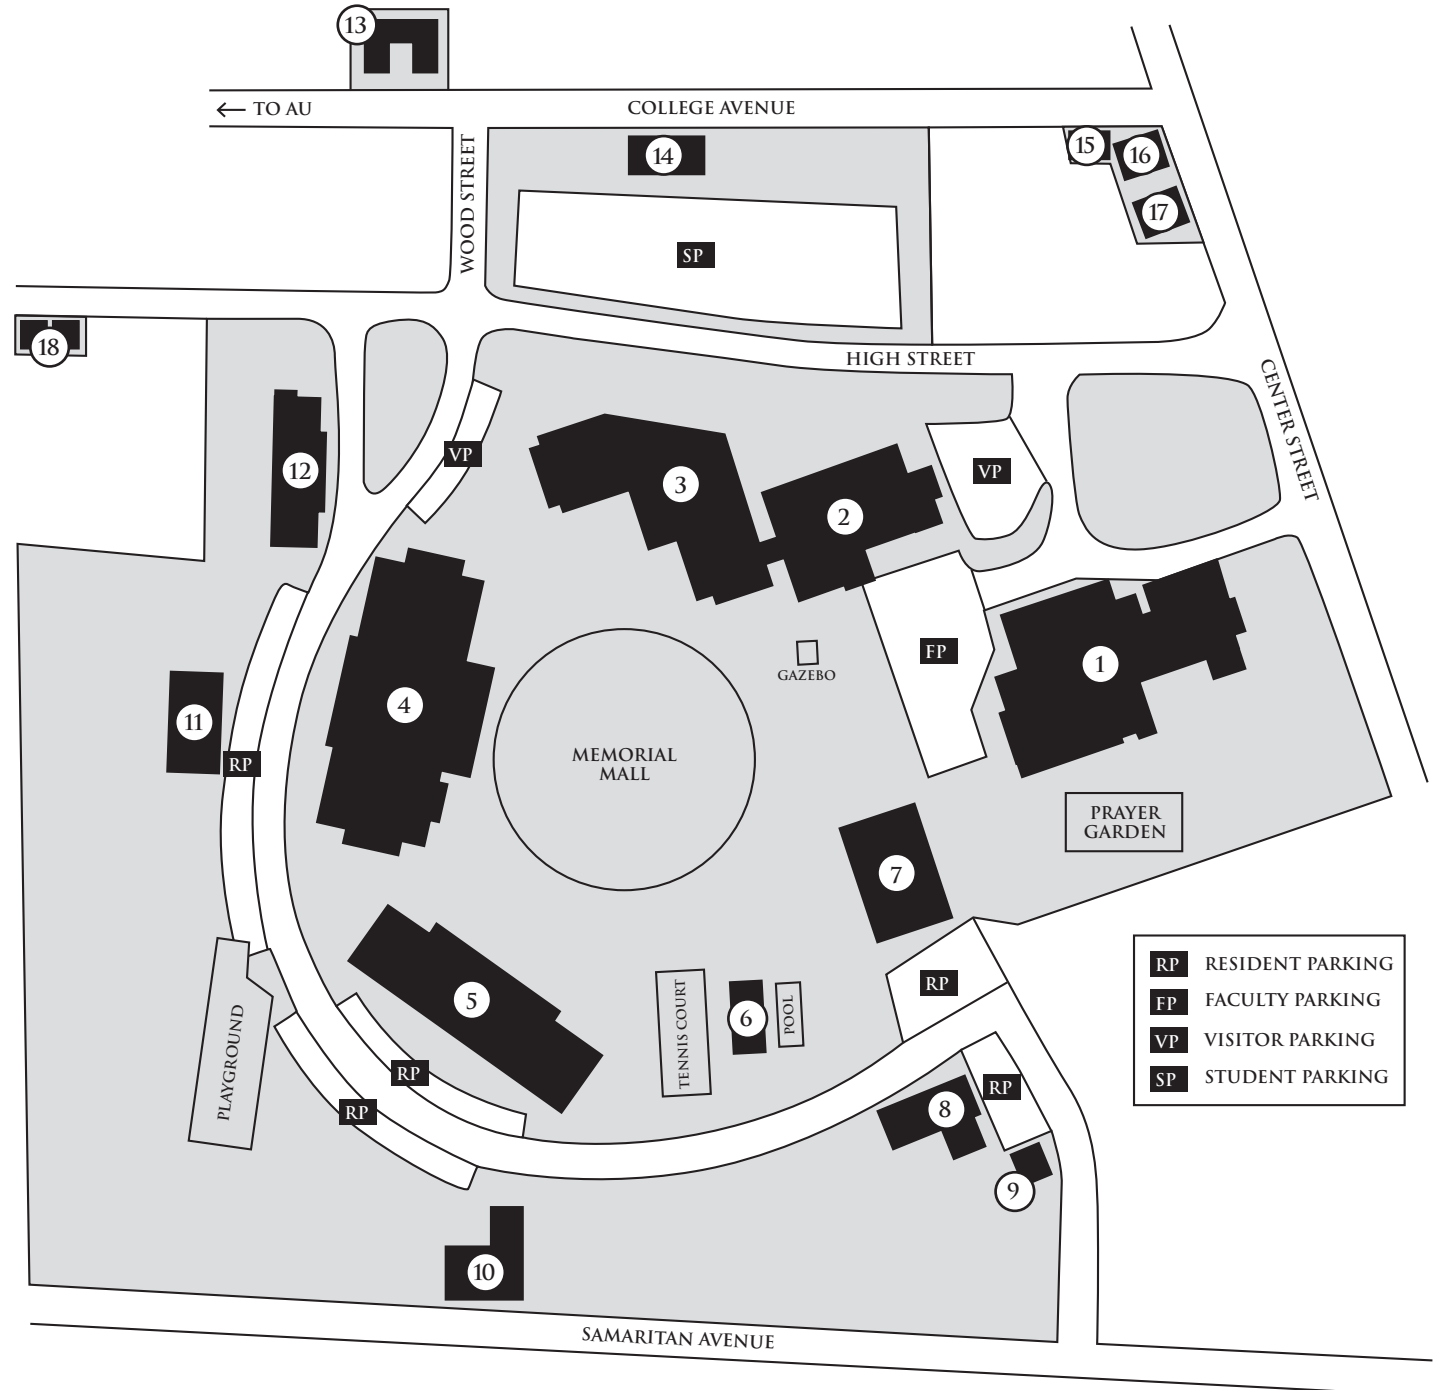 13
← TO AU
COLLEGE AVENUE
WOOD STREET
14
15
16
17
SP
18
HIGH STREET
CENTER STREET
12
VP
3
2
VP
1
FP
GAZEBO
4
11
RP
MEMORIAL
MALL
PRAYER
GARDEN
7
RP
5
TENNIS COURT
6
POOL
PLAYGROUND
RP
RP
RP
8
9
10
SAMARITAN AVENUE
RP RESIDENT PARKING
FP FACULTY PARKING
VP VISITOR PARKING
SP STUDENT PARKING